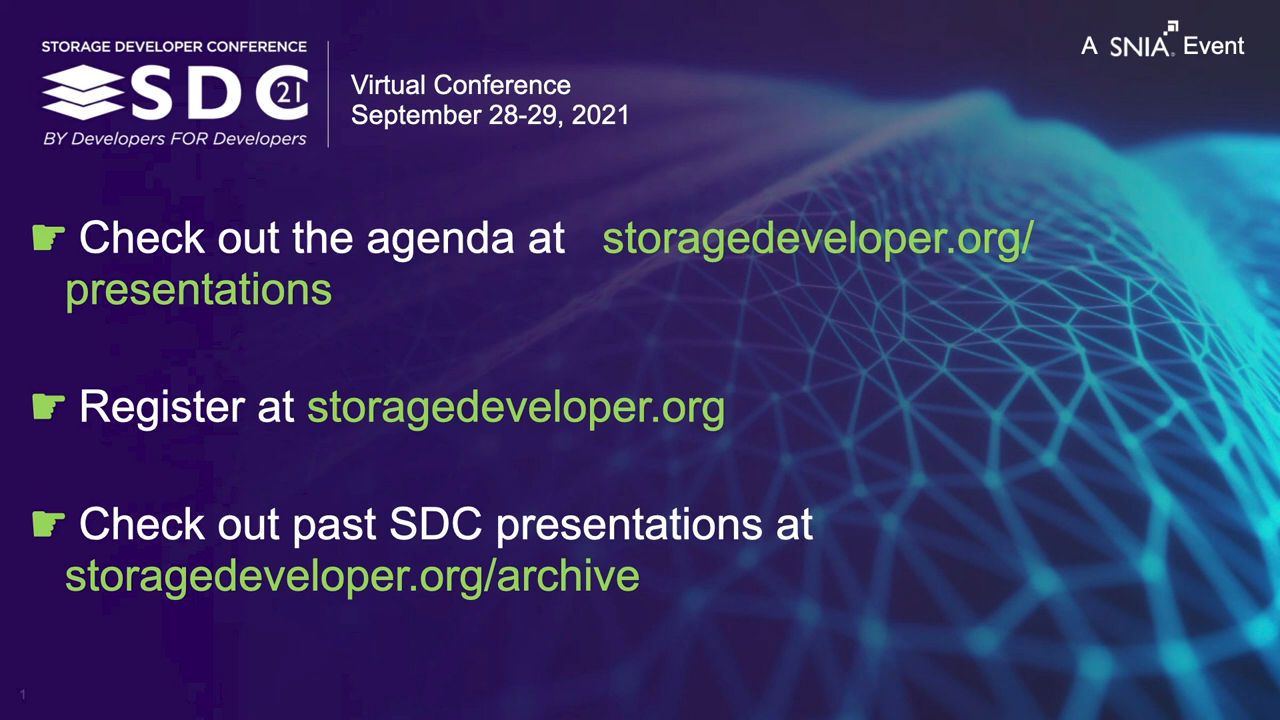 STORAGE DEVELOPER CONFERENCE
SDC 21
BY Developers FOR Developers
Virtual Conference
September 28-29, 2021
A SNIA® Event
☛ Check out the agenda at storagedeveloper.org/
presentations
☛ Register at storagedeveloper.org
☛ Check out past SDC presentations at
storagedeveloper.org/archive
1